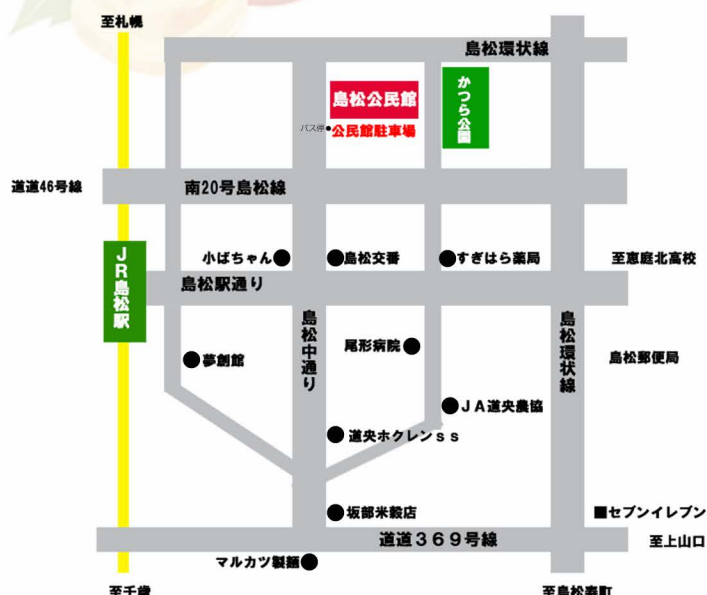 至札幌
島松環状線
島松公民館
かつら公園
バス停
公民館駐車場
道道46号線
南20号島松線
JR島松駅
小ばちゃん
島松交番
すぎはら薬局
至恵庭北高校
島松駅通り
島松中通り
島松環状線
尾形病院
夢創館
島松郵便局
JA道央農協
道央ホクレンss
坂部米穀店
■セブンイレブン
道道369号線
至上山口
マルカツ製麺
至千歳
至島松寿町